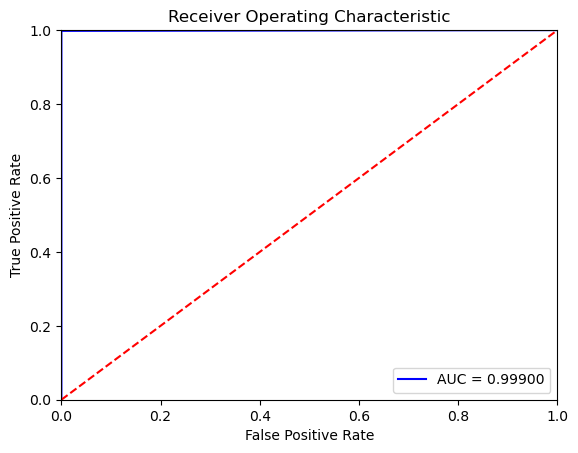 Receiver Operating Characteristic
1.0
0.8
0.6
0.4
0.2
0.0
True Positive Rate
AUC = 0.99900
0.0 0.2 0.4 0.6 0.8 1.0
False Positive Rate